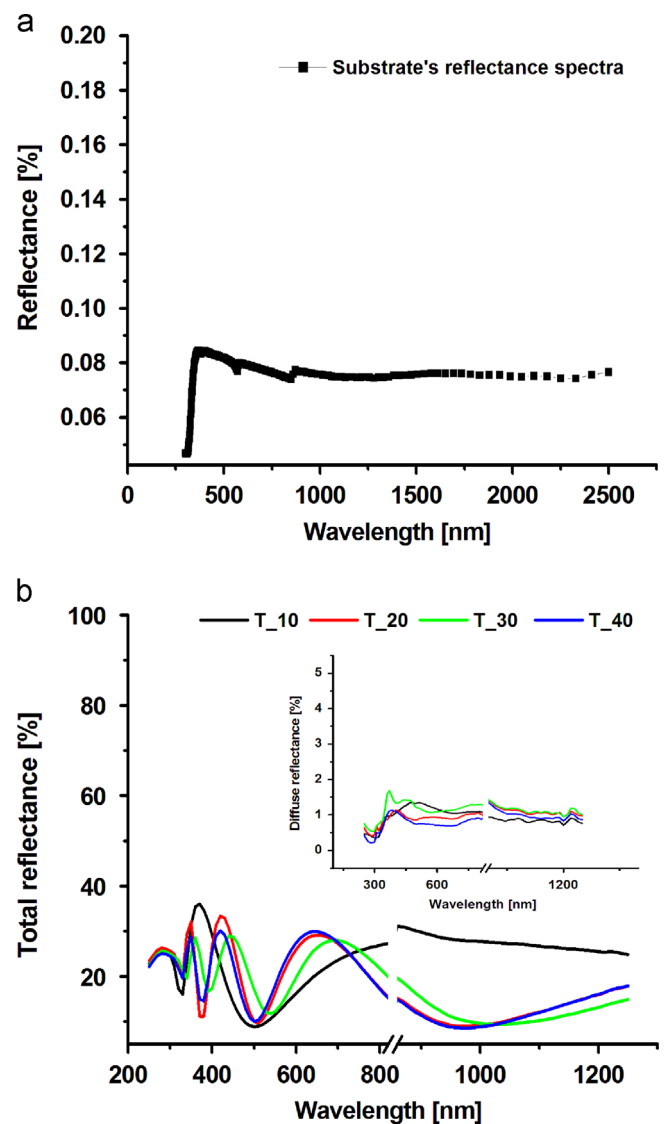 a
0.20
0.18
0.16
0.14
0.12
0.10
0.08
0.06
Reflectance [%]
Substrate's reflectance spectra
0 500 1000 1500 2000 2500
Wavelength [nm]
b
100
80
60
40
20
Total reflectance [%]
T_10 T_20 T_30 T_40
5
4
3
2
1
0
Diffuse reflectance [%]
300 600 1200
Wavelength [nm]
200 400 600 800 1000 1200
Wavelength [nm]